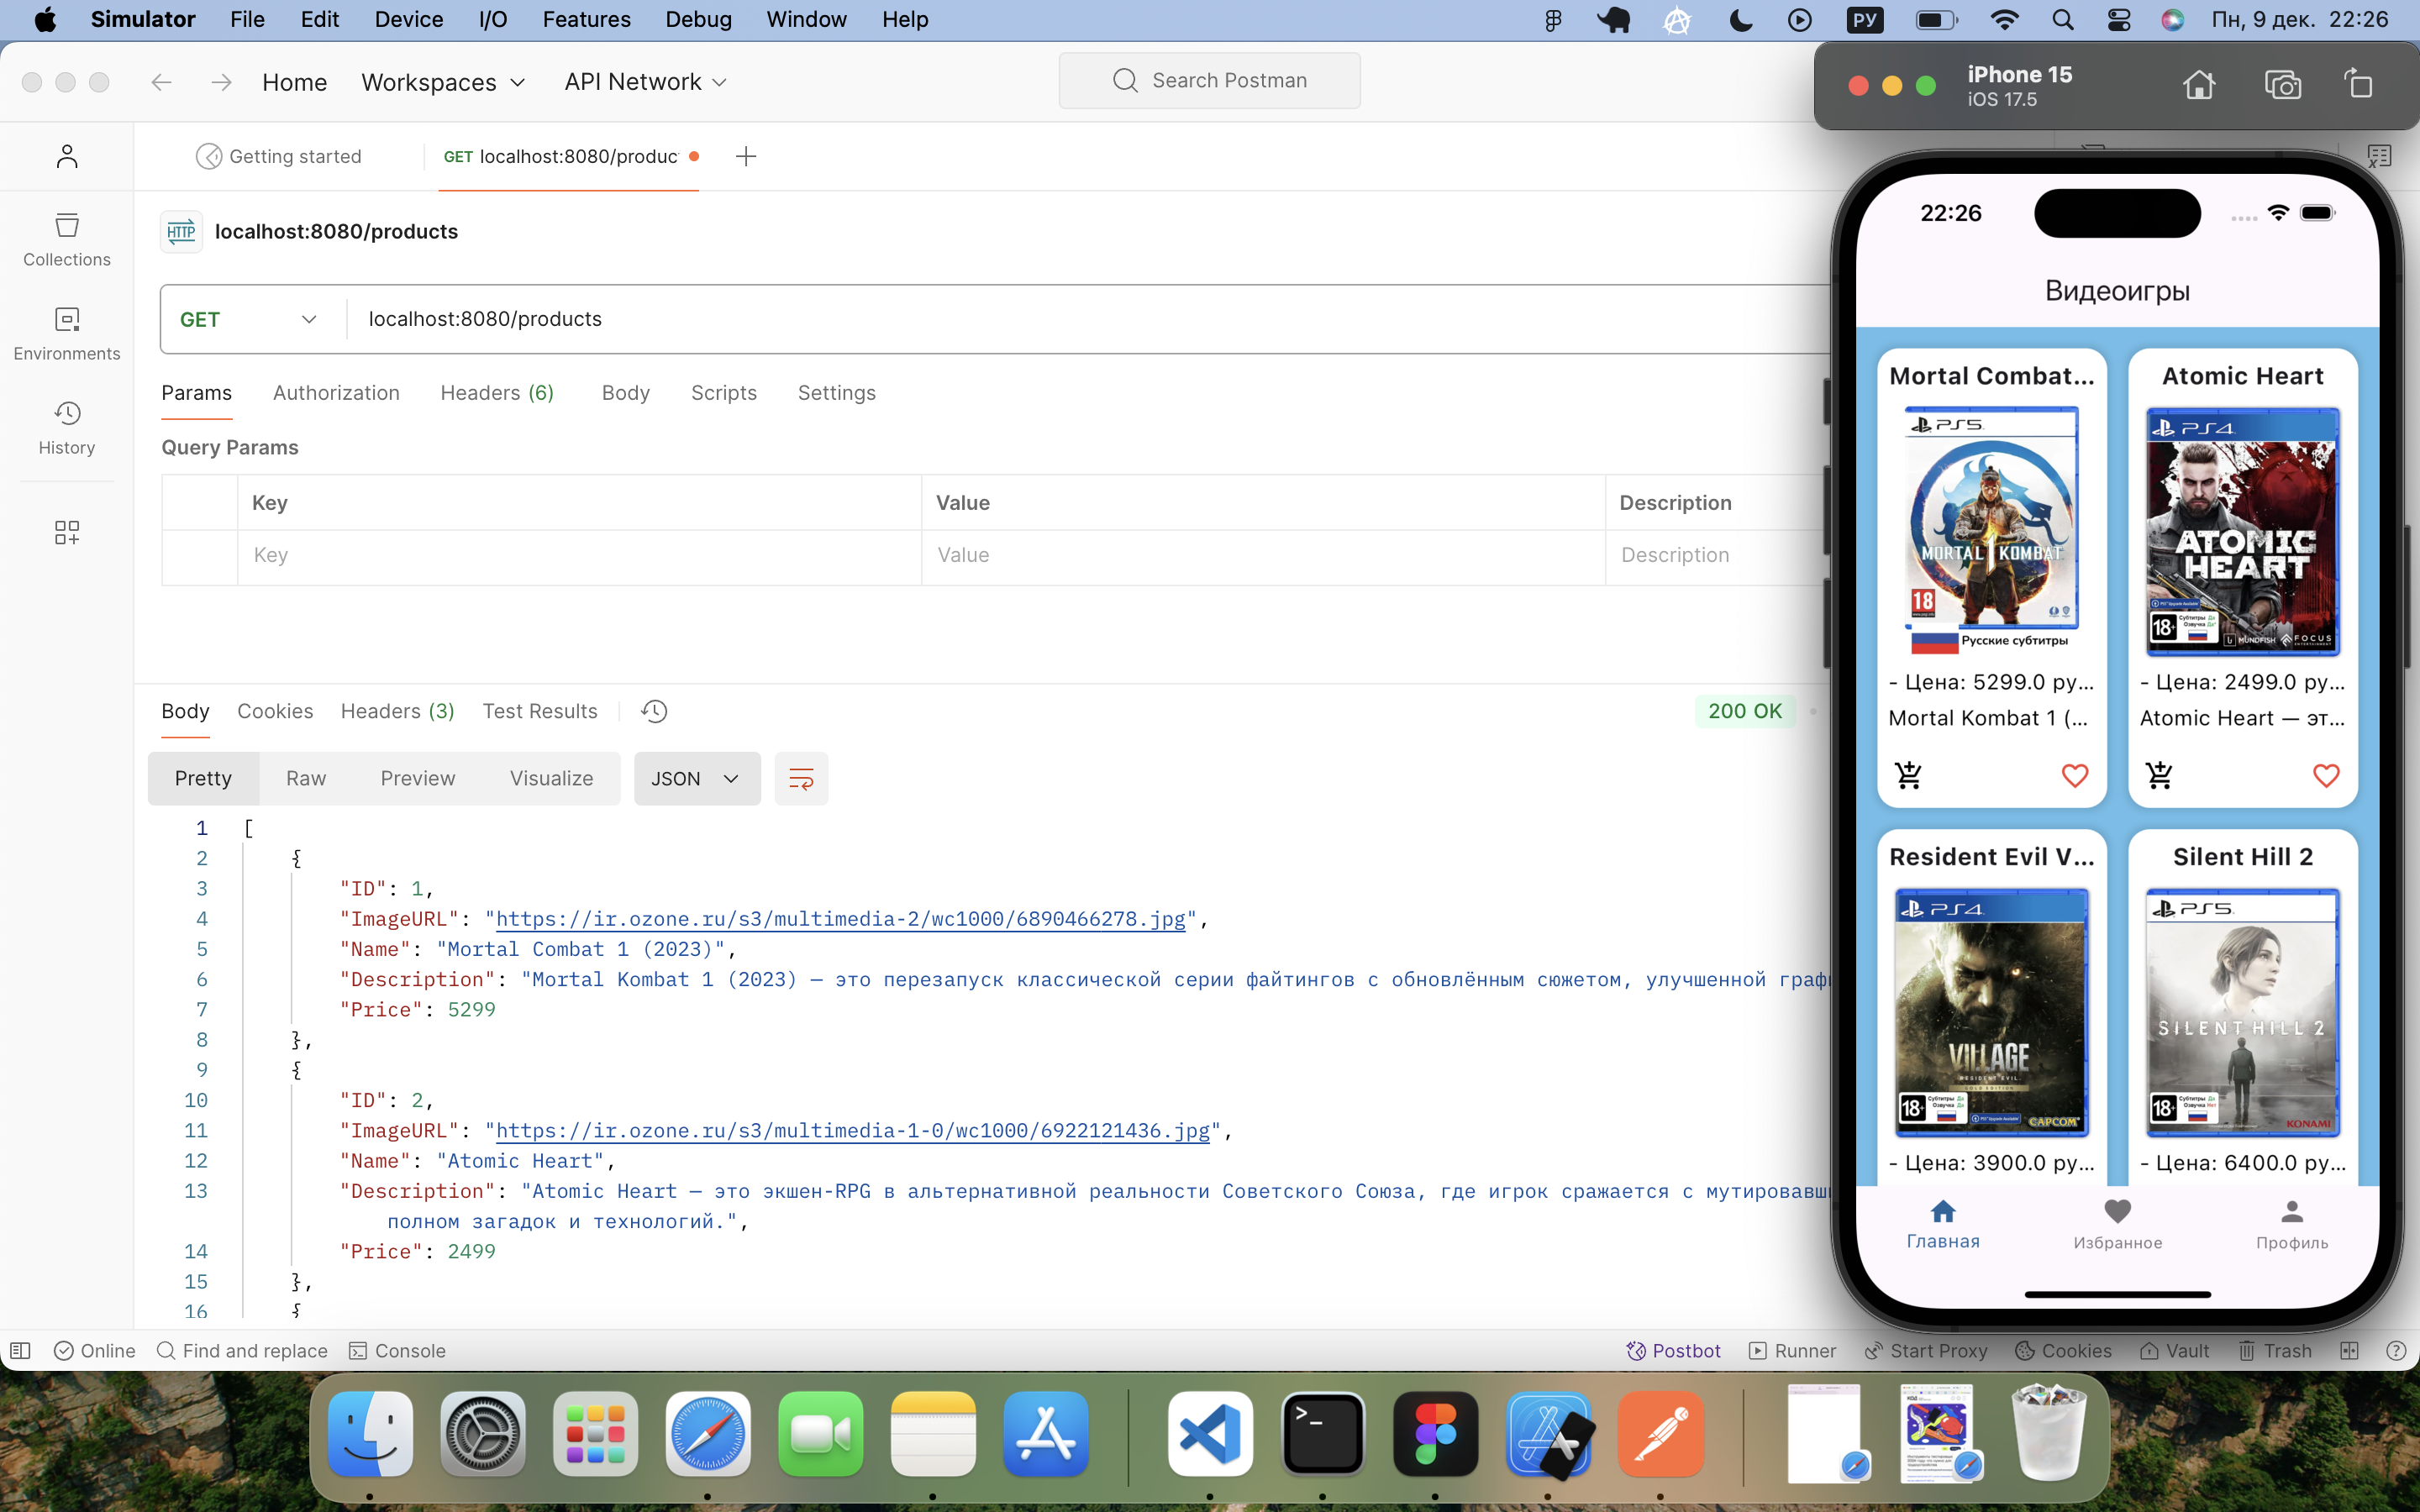 Simulator File Edit Device I/O Features Debug Window Help РУ Пн, 9 дек. 22:26
Home Workspaces API Network Search Postman
iPhone 15
iOS 17.5
Getting started GET localhost:8080/produc
HTTP localhost:8080/products
Collections
Environments
History
GET localhost:8080/products
Params Authorization Headers (6) Body Scripts Settings
Query Params
Key Value Description
Key Value Description
Body Cookies Headers (3) Test Results 200 OK
Pretty Raw Preview Visualize JSON
1 [
2 {
3 "ID": 1,
4 "ImageURL": "https://ir.ozone.ru/s3/multimedia-2/wc1000/6890466278.jpg",
5 "Name": "Mortal Combat 1 (2023)",
6 "Description": "Mortal Kombat 1 (2023) — это перезапуск классической серии файтингов с обновлённым сюжетом, улучшенной граф
7 "Price": 5299
8 },
9 {
10 "ID": 2,
11 "ImageURL": "https://ir.ozone.ru/s3/multimedia-1-0/wc1000/6922121436.jpg",
12 "Name": "Atomic Heart",
13 "Description": "Atomic Heart — это экшен-RPG в альтернативной реальности Советского Союза, где игрок сражается с мутировавш
полном загадок и технологий.",
14 "Price": 2499
15 },
16 {
22:26
Видеоигры
Mortal Combat... Atomic Heart
PS5 PS4
MORTAL 1 KOMBAT
ATOMIC
HEART
18
Русские субтитры
18+ MUNDFISH FOCUS
- Цена: 5299.0 ру... - Цена: 2499.0 ру...
Mortal Kombat 1 (... Atomic Heart — эт...
Resident Evil V... Silent Hill 2
PS4 PS5
SILENT HILL 2
VILLAGE
RESIDENT EVIL
GOLD EDITION
18+ CAPCOM 18+ KONAMI
- Цена: 3900.0 ру... - Цена: 6400.0 ру...
Главная Избранное Профиль
Online Find and replace Console Postbot Runner Start Proxy Cookies Vault Trash